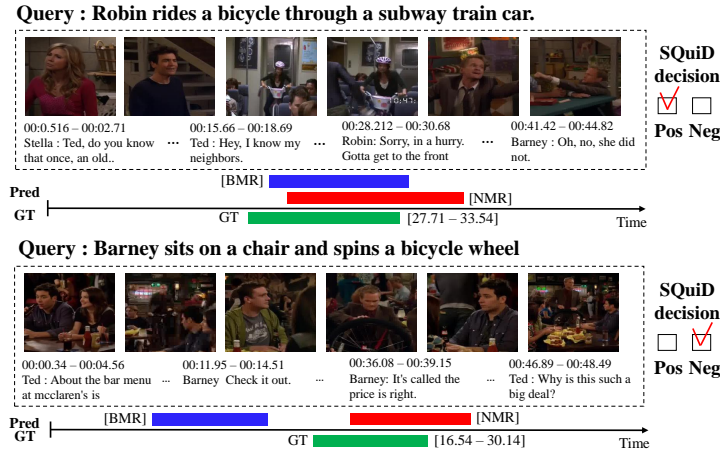 Query : Robin rides a bicycle through a subway train car.
SQuiD
decision
Pos Neg
10:47:
00:0.516 – 00:02.71
Stella : Ted, do you know
that once, an old..
...
00:15.66 – 00:18.69
Ted : Hey, I know my
neighbors.
...
00:28.212 – 00:30.68
Robin: Sorry, in a hurry.
Gotta get to the front
...
00:41.42 – 00:44.82
Barney : Oh, no, she did
not.
[BMR]
Pred
[NMR]
GT
GT
[27.71 – 33.54]
Time
Query : Barney sits on a chair and spins a bicycle wheel
SQuiD
decision
Pos Neg
00:00.34 – 00:04.56
Ted : About the bar menu
at mcclaren's is
...
00:11.95 – 00:14.51
Barney Check it out.
...
00:36.08 – 00:39.15
Barney: It's called the
price is right.
...
00:46.89 – 00:48.49
Ted : Why is this such a
big deal?
Pred
[BMR]
[NMR]
GT
GT
[16.54 – 30.14]
Time